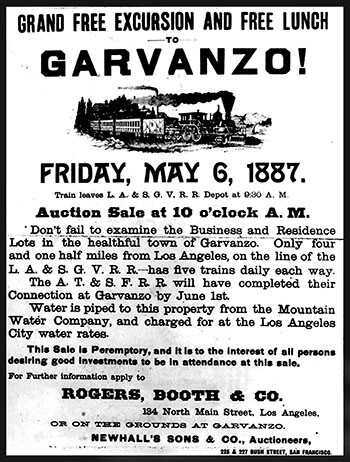 GRAND FREE EXCURSION AND FREE LUNCH
TO
GARVANZO!
FRIDAY, MAY 6, 1887.
Train leaves L. A. & S. G. V. R. R. Depot at 9:30 A. M.
Auction Sale at 10 o'clock A. M.
Don't fail to examine the Business and Residence
Lots in the healthful town of Garvanzo. Only four
and one half miles from Los Angeles, on the line of the
L. A. & S. G. V. R. R.—has five trains daily each way.
The A. T. & S. F. R. R. will have completed their
Connection at Garvanzo by June 1st.
Water is piped to this property from the Mountain
Water Company, and charged for at the Los Angeles
City water rates.
This Sale is Peremptory, and it is to the interest of all persons
desiring good investments to be in attendance at this sale.
For Further information apply to
ROGERS, BOOTH & CO.
134 North Main Street, Los Angeles,
OR ON THE GROUNDS AT GARVANZO.
NEWHALL'S SONS & CO., Auctioneers,
225 & 227 BUSH STREET, SAN FRANCISCO.